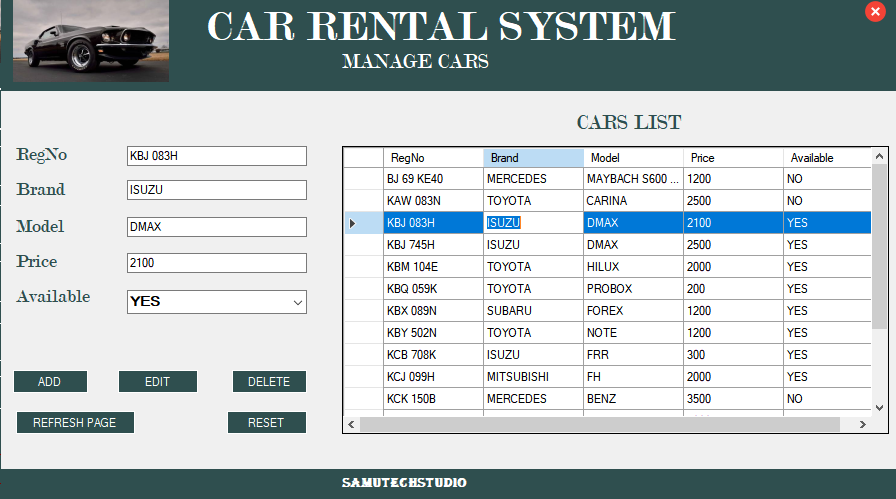 CAR RENTAL SYSTEM
MANAGE CARS
CARS LIST
RegNo KBJ 083H
Brand ISUZU
Model DMAX
Price 2100
Available YES
ADD EDIT DELETE
REFRESH PAGE RESET
RegNo Brand Model Price Available
BJ 69 KE40 MERCEDES MAYBACH S600 ... 1200 NO
KAW 083N TOYOTA CARINA 2500 NO
KBJ 083H ISUZU DMAX 2100 YES
KBJ 745H ISUZU DMAX 2500 YES
KBM 104E TOYOTA HILUX 2000 YES
KBQ 059K TOYOTA PROBOX 200 YES
KBX 089N SUBARU FOREX 1200 YES
KBY 502N TOYOTA NOTE 1200 YES
KCB 708K ISUZU FRR 300 YES
KCJ 099H MITSUBISHI FH 2000 YES
KCK 150B MERCEDES BENZ 3500 NO
SAMUTECHSTUDIO